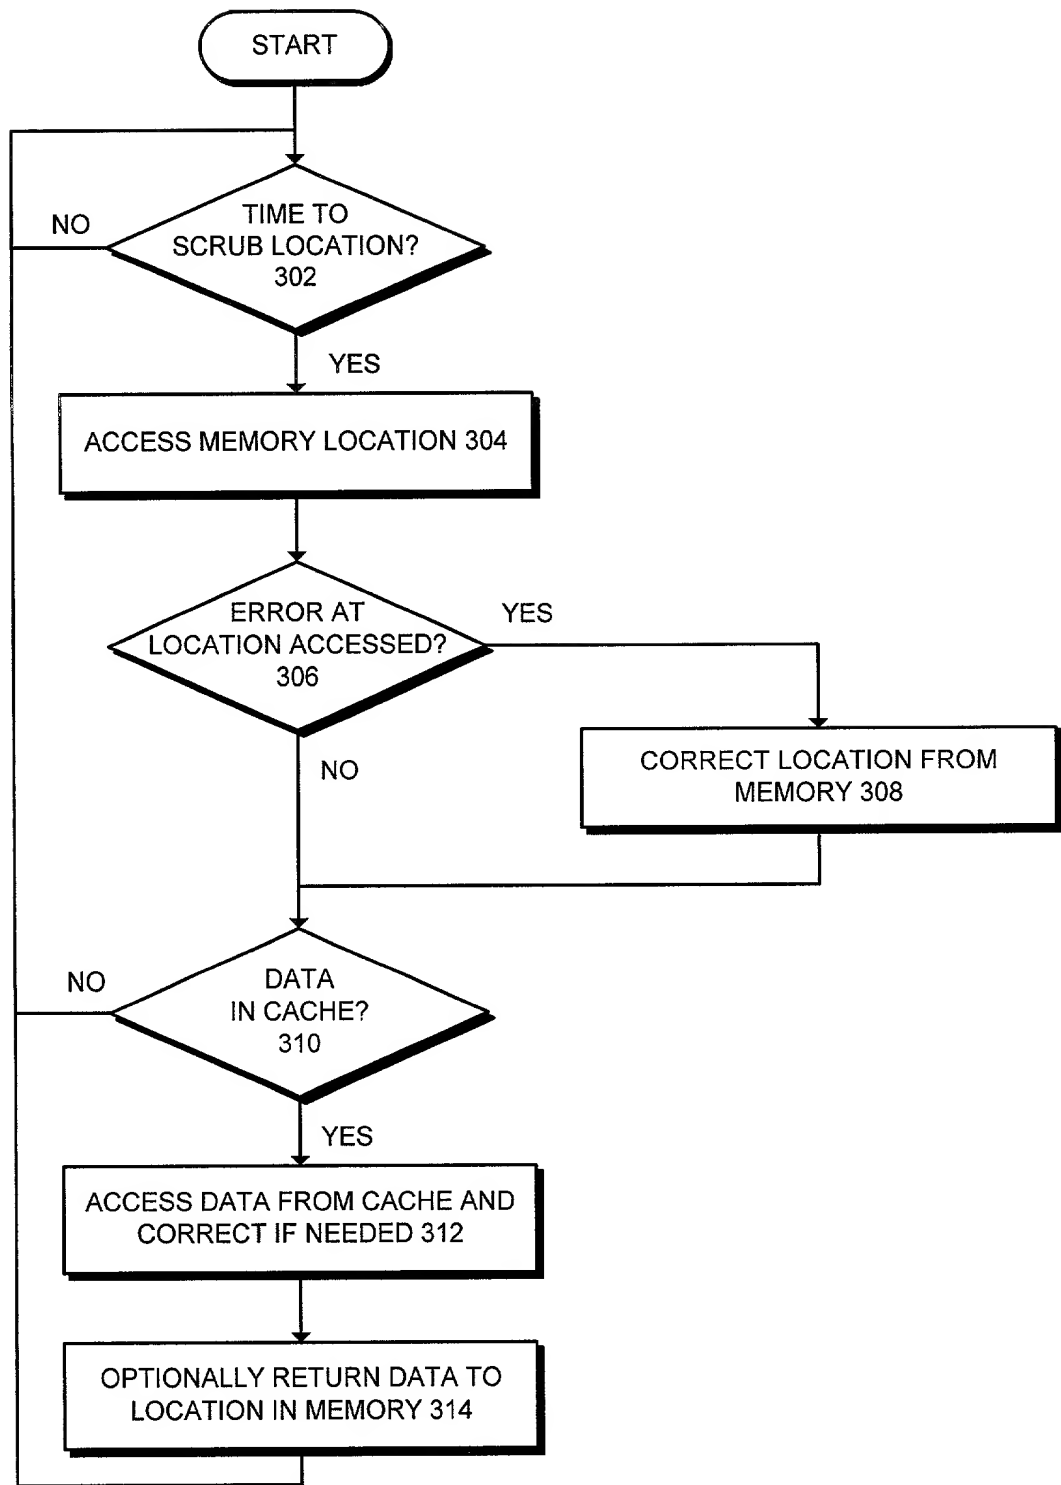 START
NO
TIME TO
SCRUB LOCATION?
302
YES
ACCESS MEMORY LOCATION 304
ERROR AT
LOCATION ACCESSED?
306
YES
NO
CORRECT LOCATION FROM
MEMORY 308
NO
DATA
IN CACHE?
310
YES
ACCESS DATA FROM CACHE AND
CORRECT IF NEEDED 312
OPTIONALLY RETURN DATA TO
LOCATION IN MEMORY 314